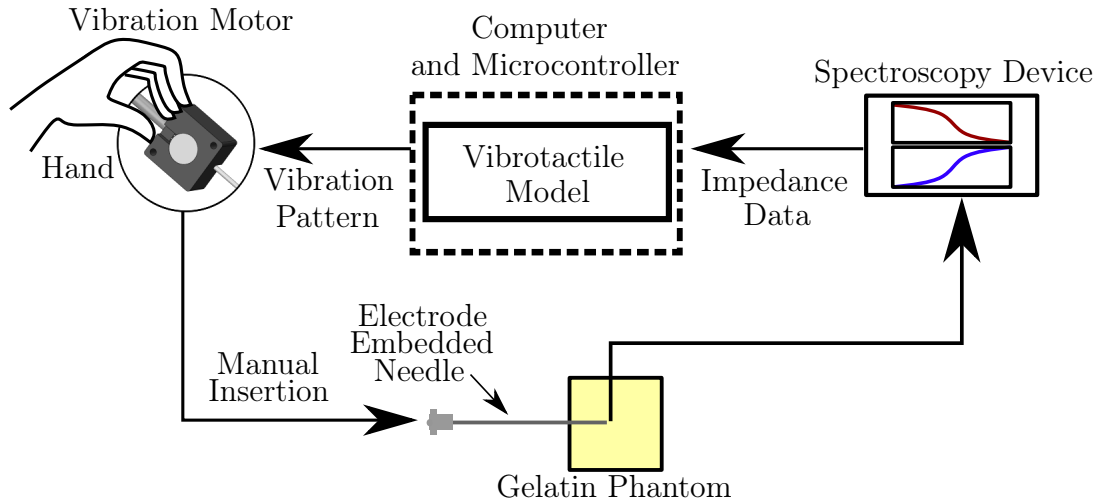 Vibration Motor
Hand
Vibration
Pattern
Computer
and Microcontroller
Vibrotactile
Model
Spectroscopy Device
Impedance
Data
Manual
Insertion
Electrode
Embedded
Needle
Gelatin Phantom